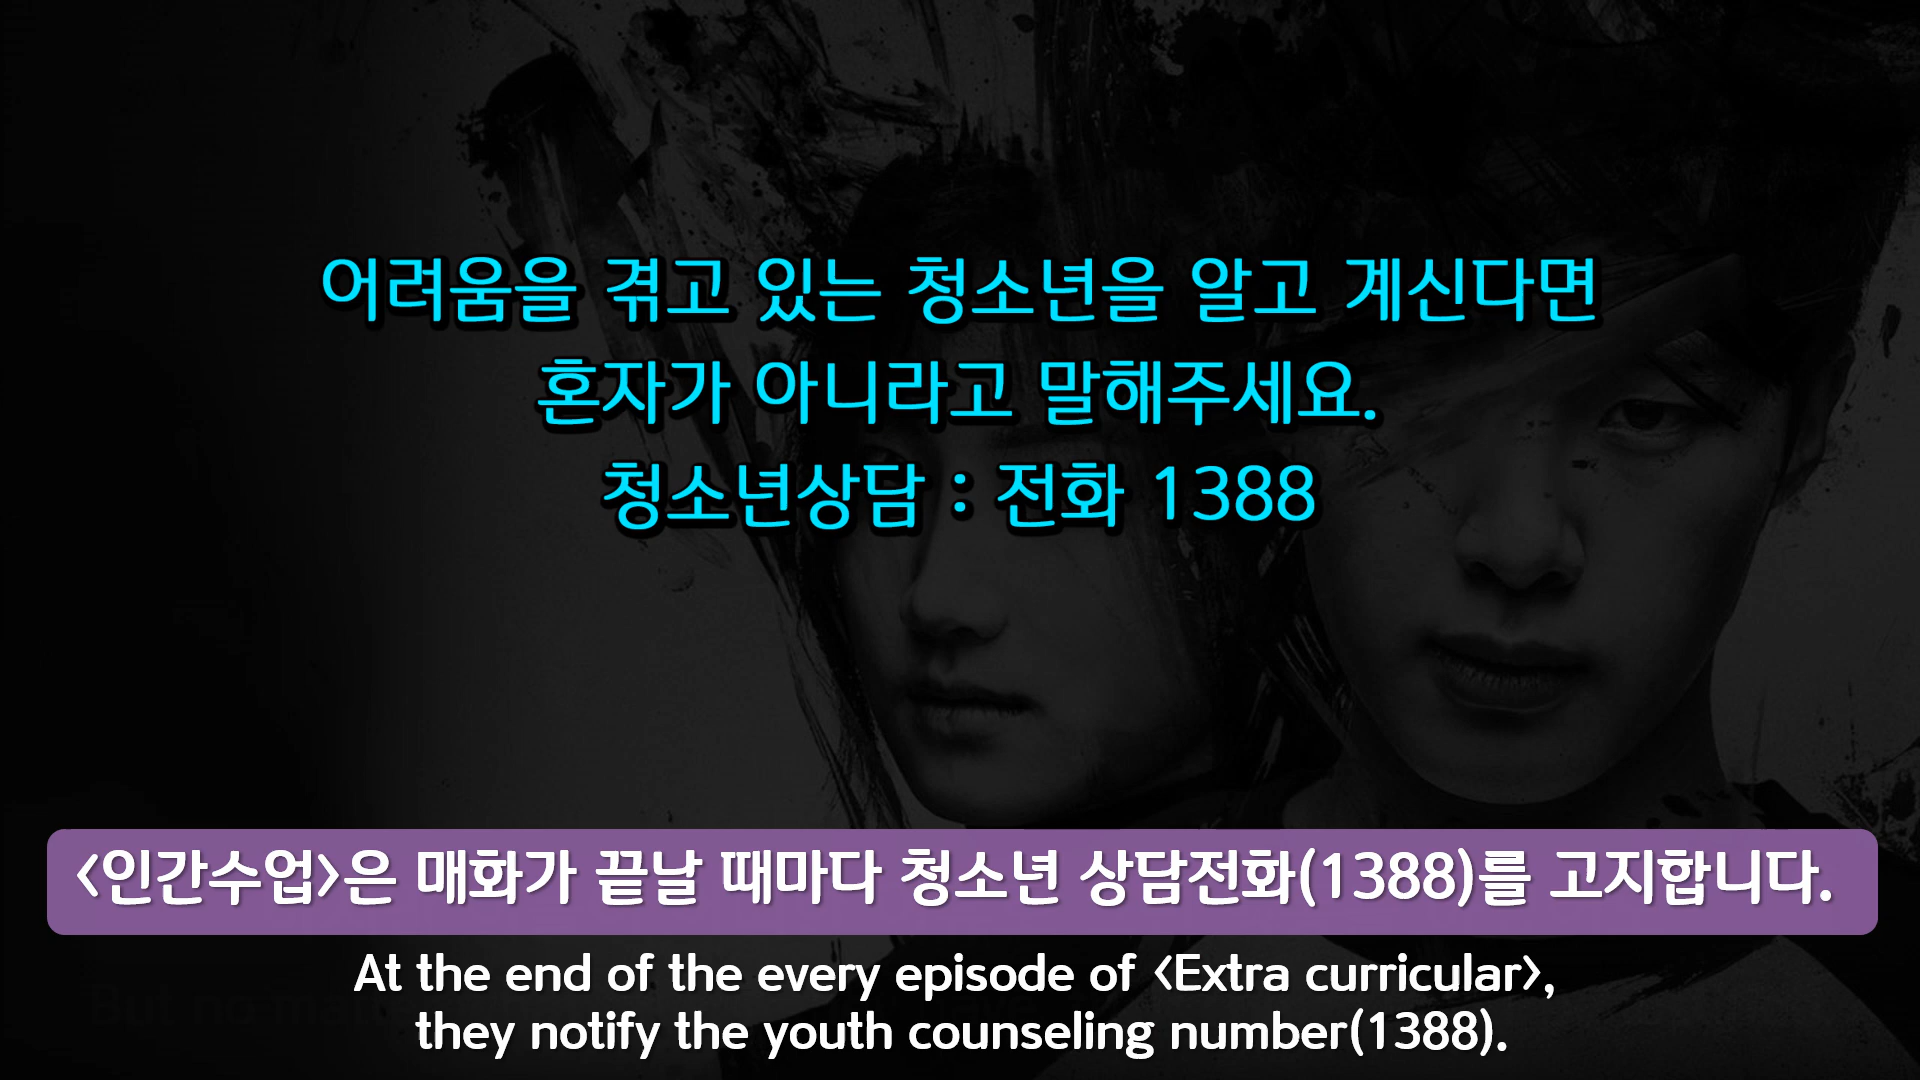 어려움을 겪고 있는 청소년을 알고 계신다면
혼자가 아니라고 말해주세요.
청소년상담 : 전화 1388
<인간수업>은 매화가 끝날 때마다 청소년 상담전화(1388)를 고지합니다.
At the end of the every episode of <Extra curricular>,
they notify the youth counseling number(1388).